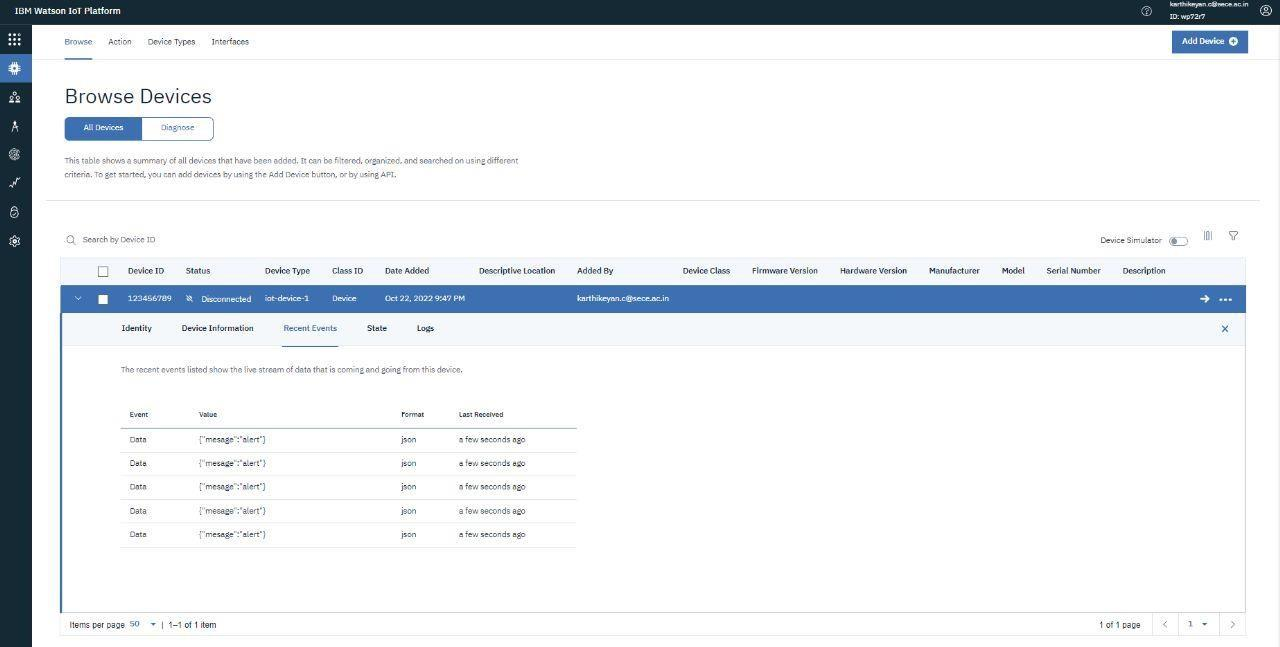 IBM Watson IoT Platform
karthikeyan.c@sece.ac.in
ID: wp72r7
Browse Action Device Types Interfaces
Add Device
Browse Devices
All Devices Diagnose
This table shows a summary of all devices that have been added. It can be filtered, organized, and searched on using different
criteria. To get started, you can add devices by using the Add Device button, or by using API.
Search by Device ID
Device Simulator
Device ID Status Device Type Class ID Date Added Descriptive Location Added By Device Class Firmware Version Hardware Version Manufacturer Model Serial Number Description
123456789 Disconnected iot-device-1 Device Oct 22, 2022 9:47 PM karthikeyan.c@sece.ac.in
Identity Device Information Recent Events State Logs
The recent events listed show the live stream of data that is coming and going from this device.
Event Value Format Last Received
Data {"mesage":"alert"} json a few seconds ago
Data {"mesage":"alert"} json a few seconds ago
Data {"mesage":"alert"} json a few seconds ago
Data {"mesage":"alert"} json a few seconds ago
Data {"mesage":"alert"} json a few seconds ago
Items per page 50 | 1–1 of 1 item
1 of 1 page 1